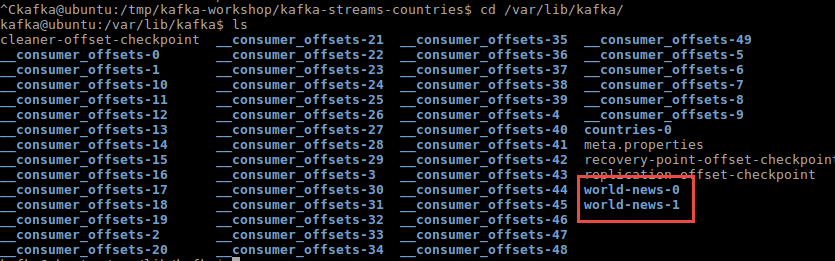 ^Ckafka@ubuntu:/tmp/kafka-workshop/kafka-streams-countries$ cd /var/lib/kafka/
kafka@ubuntu:/var/lib/kafka$ ls
cleaner-offset-checkpoint __consumer_offsets-21 __consumer_offsets-35 __consumer_offsets-49
__consumer_offsets-0 __consumer_offsets-22 __consumer_offsets-36 __consumer_offsets-5
__consumer_offsets-1 __consumer_offsets-23 __consumer_offsets-37 __consumer_offsets-6
__consumer_offsets-10 __consumer_offsets-24 __consumer_offsets-38 __consumer_offsets-7
__consumer_offsets-11 __consumer_offsets-25 __consumer_offsets-39 __consumer_offsets-8
__consumer_offsets-12 __consumer_offsets-26 __consumer_offsets-4 __consumer_offsets-9
__consumer_offsets-13 __consumer_offsets-27 __consumer_offsets-40 countries-0
__consumer_offsets-14 __consumer_offsets-28 __consumer_offsets-41 meta.properties
__consumer_offsets-15 __consumer_offsets-29 __consumer_offsets-42 recovery-point-offset-checkpoint
__consumer_offsets-16 __consumer_offsets-3 __consumer_offsets-43 replication-offset-checkpoint
__consumer_offsets-17 __consumer_offsets-30 __consumer_offsets-44 world-news-0
__consumer_offsets-18 __consumer_offsets-31 __consumer_offsets-45 world-news-1
__consumer_offsets-19 __consumer_offsets-32 __consumer_offsets-46
__consumer_offsets-2 __consumer_offsets-33 __consumer_offsets-47
__consumer_offsets-20 __consumer_offsets-34 __consumer_offsets-48